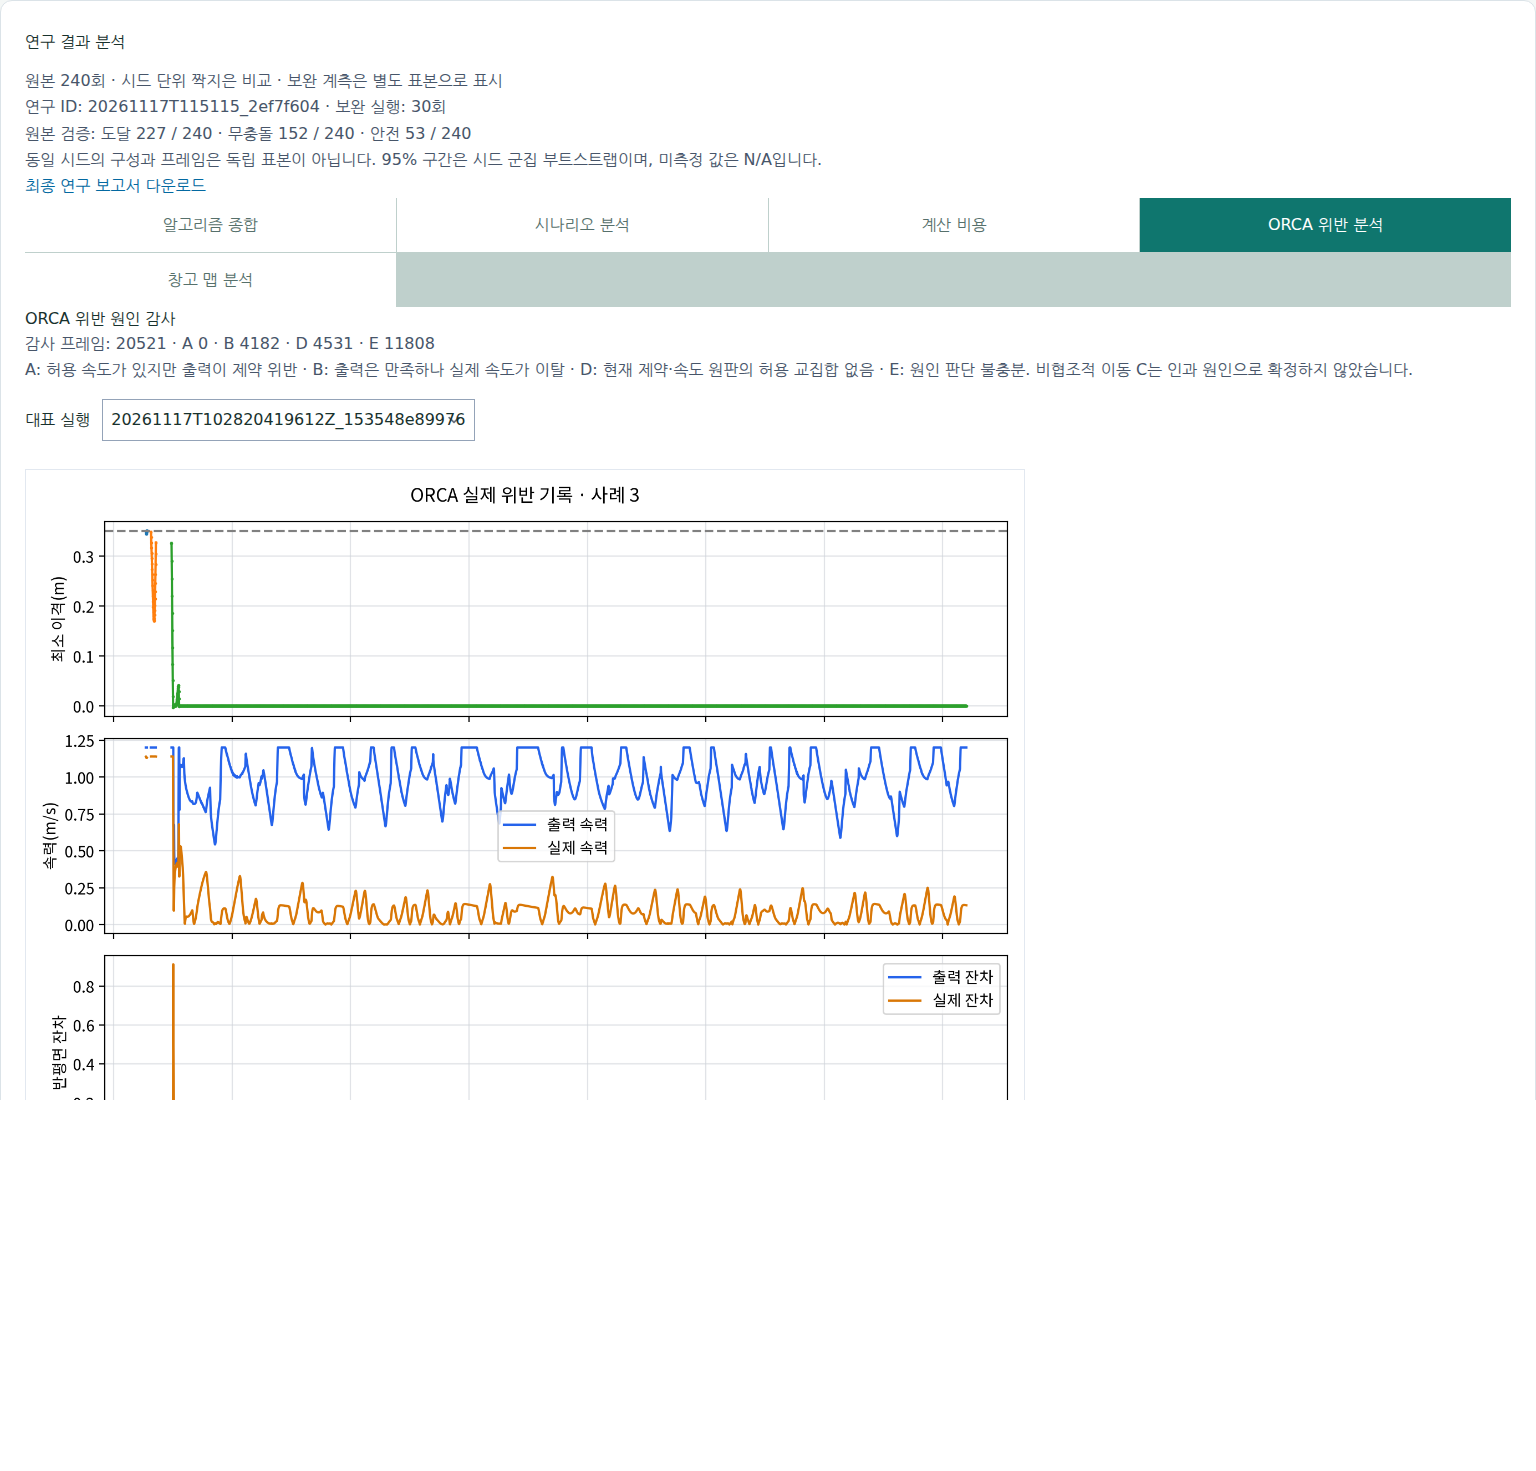 연구 결과 분석
원본 240회 · 시드 단위 짝지은 비교 · 보완 계측은 별도 표본으로 표시
연구 ID: 20261117T115115_2ef7f604 · 보완 실행: 30회
원본 검증: 도달 227 / 240 · 무충돌 152 / 240 · 안전 53 / 240
동일 시드의 구성과 프레임은 독립 표본이 아닙니다. 95% 구간은 시드 군집 부트스트랩이며, 미측정 값은 N/A입니다.
최종 연구 보고서 다운로드
알고리즘 종합
시나리오 분석
계산 비용
ORCA 위반 분석
창고 맵 분석
ORCA 위반 원인 감사
감사 프레임: 20521 · A 0 · B 4182 · D 4531 · E 11808
A: 허용 속도가 있지만 출력이 제약 위반 · B: 출력은 만족하나 실제 속도가 이탈 · D: 현재 제약·속도 원판의 허용 교집합 없음 · E: 원인 판단 불충분. 비협조적 이동 C는 인과 원인으로 확정하지 않았습니다.
대표 실행
20261117T102820419612Z_153548e89976
ORCA 실제 위반 기록 · 사례 3
최소 이격(m)
0.3
0.2
0.1
0.0
속력(m/s)
1.25
1.00
0.75
0.50
0.25
0.00
출력 속력
실제 속력
반평면 잔차
0.8
0.6
0.4
출력 잔차
실제 잔차